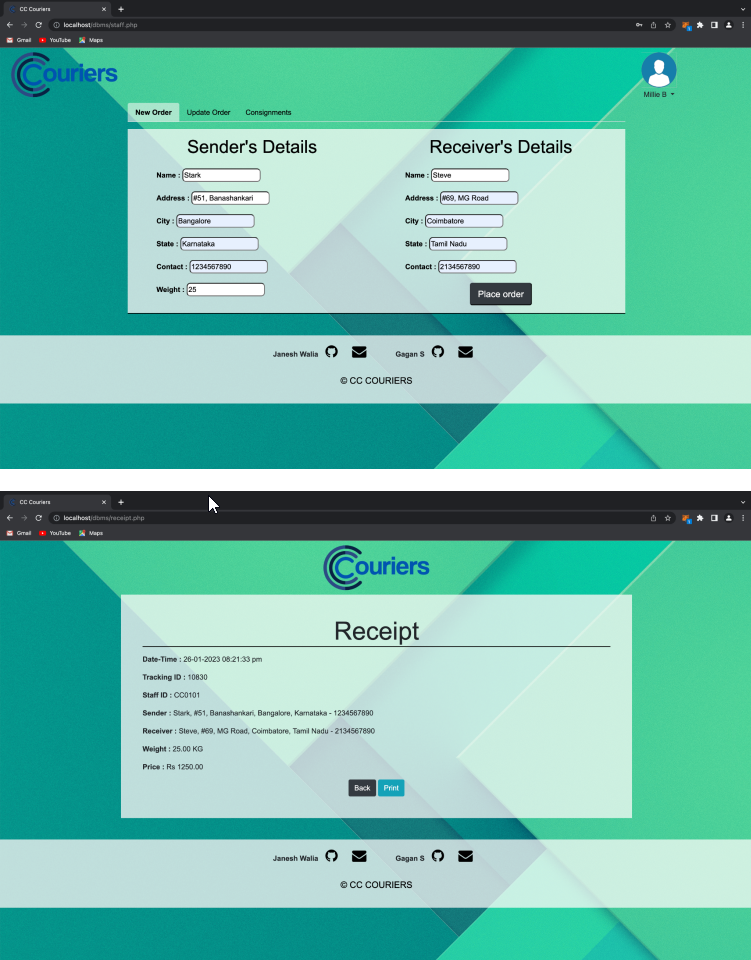 CC Couriers
localhost/dbms/staff.php
Gmail YouTube Maps
Couriers
Millie B
New Order Update Order Consignments
Sender's Details Receiver's Details
Name : Stark Name : Steve
Address : #51, Banashankari Address : #69, MG Road
City : Bangalore City : Coimbatore
State : Karnataka State : Tamil Nadu
Contact : 1234567890 Contact : 2134567890
Weight : 25 Place order
Janesh Walia Gagan S
© CC COURIERS
CC Couriers
localhost/dbms/receipt.php
Gmail YouTube Maps
Couriers
Receipt
Date-Time : 26-01-2023 08:21:33 pm
Tracking ID : 10830
Staff ID : CC0101
Sender : Stark, #51, Banashankari, Bangalore, Karnataka - 1234567890
Receiver : Steve, #69, MG Road, Coimbatore, Tamil Nadu - 2134567890
Weight : 25.00 KG
Price : Rs 1250.00
Back Print
Janesh Walia Gagan S
© CC COURIERS